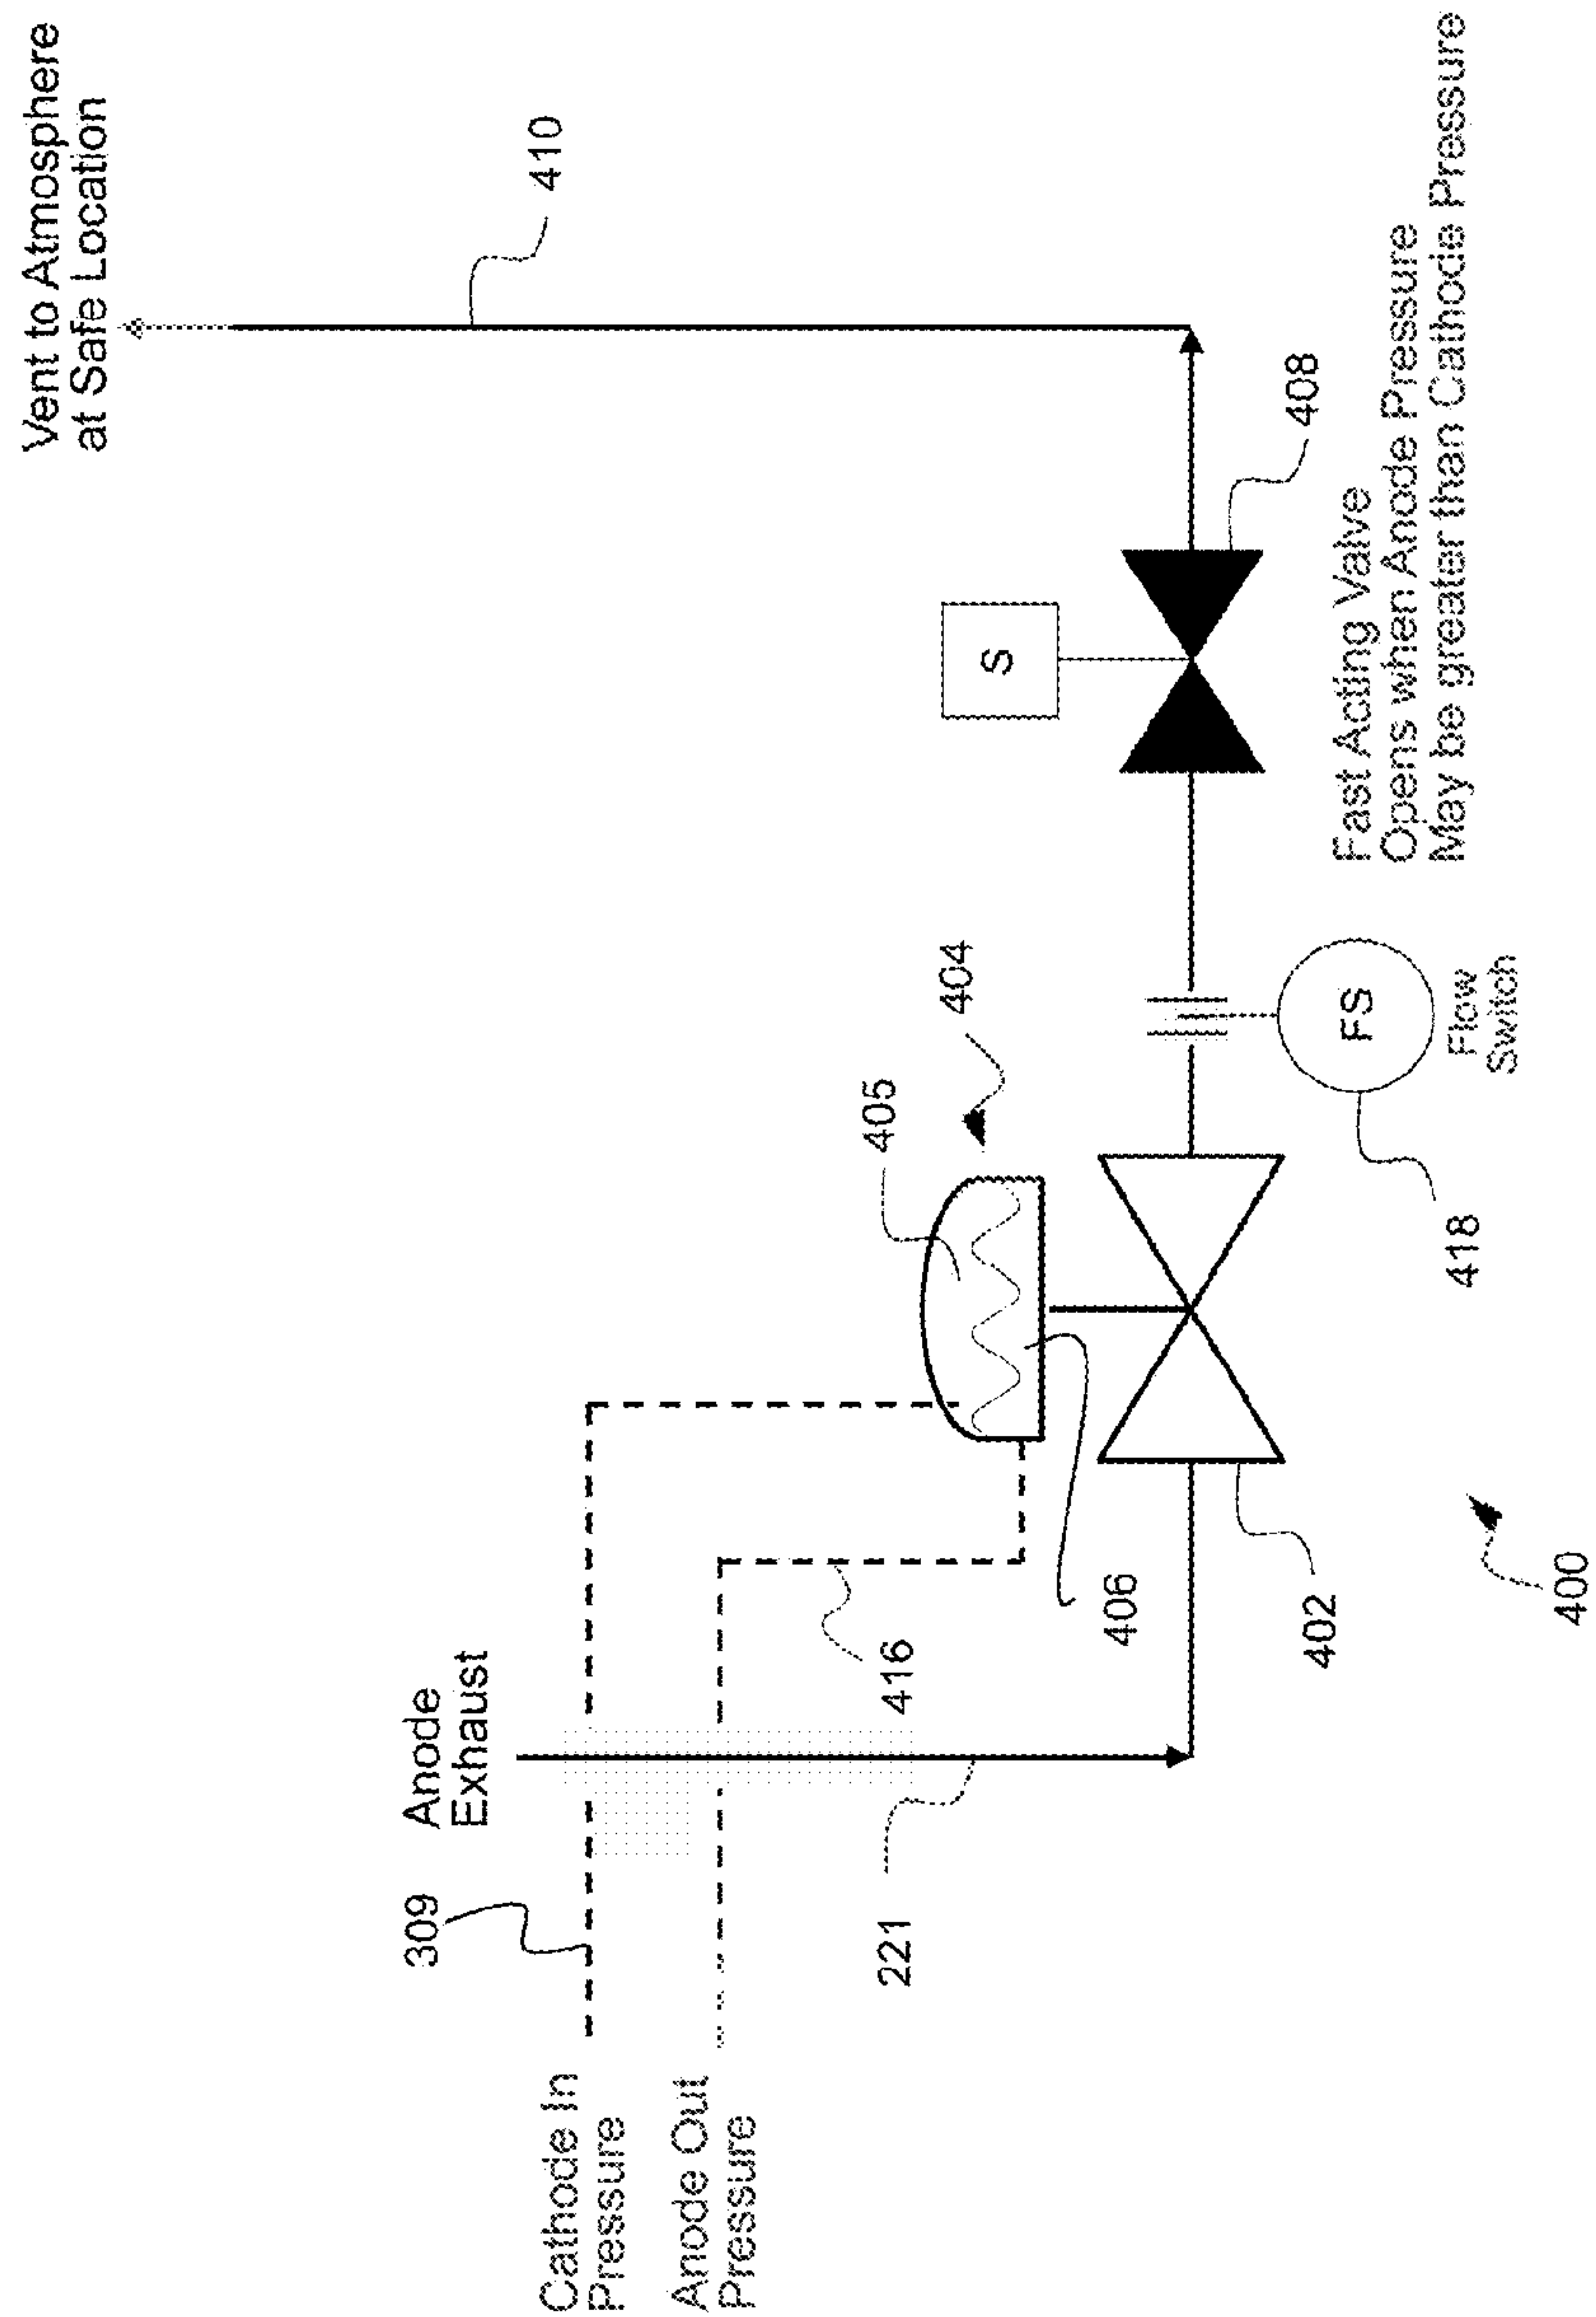 Vent to Atmosphere
at Safe Location
410
309
Anode
Exhaust
Cathode In
Pressure
Anode Out
Pressure
221
416
405
404
S
406
408
402
418
FS
Flow
Switch
Fast Acting Valve
Opens when Anode Pressure
May be greater than Cathode Pressure
400